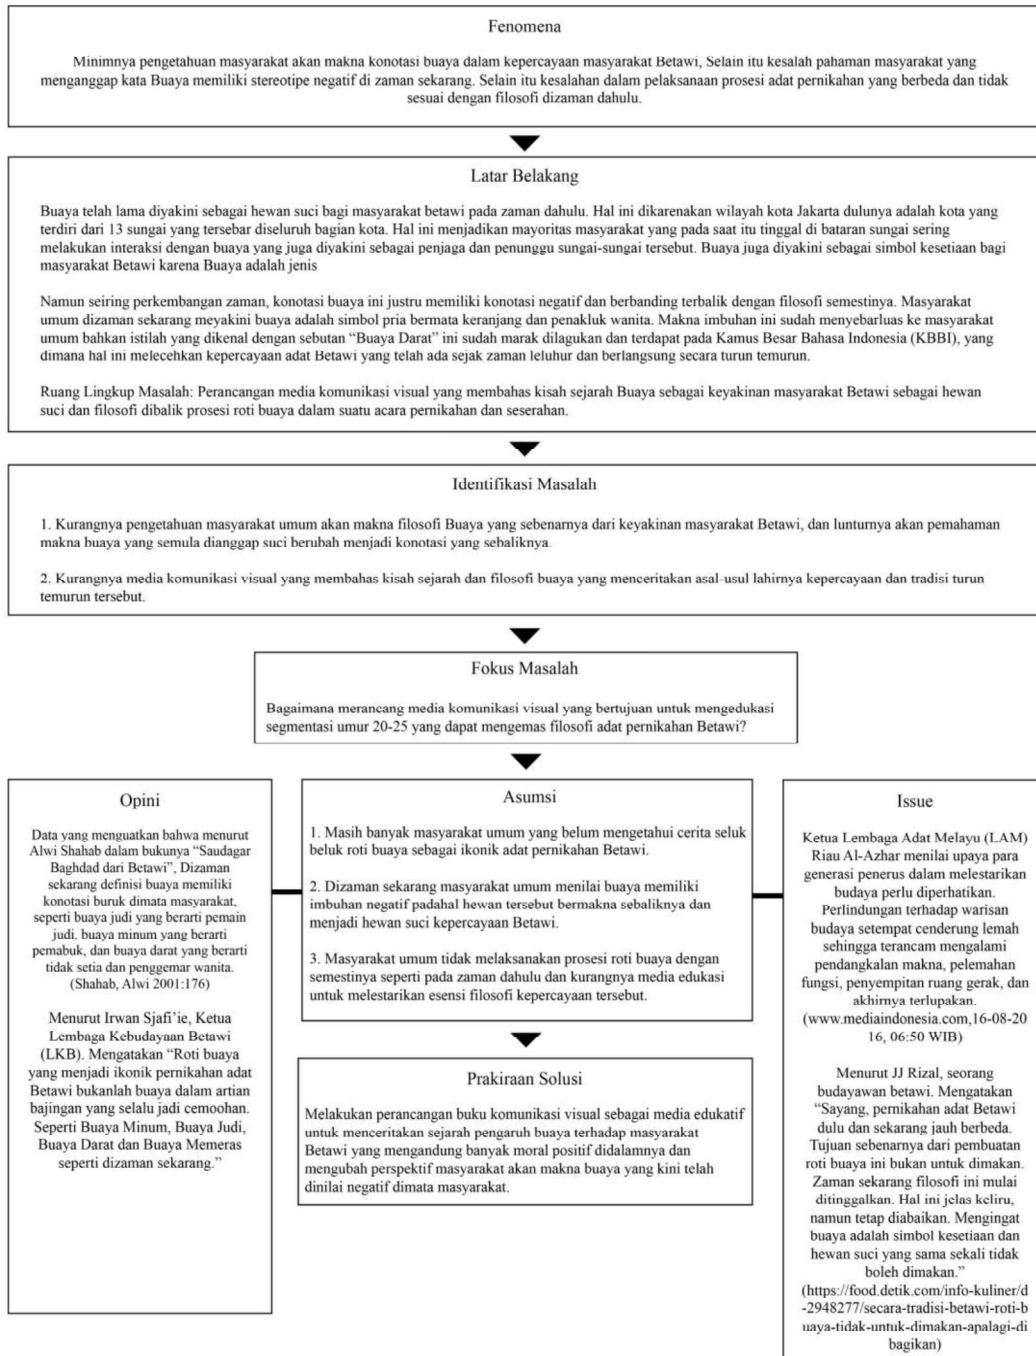 Fenomena
Minimnya pengetahuan masyarakat akan makna konotasi buaya dalam kepercayaan masyarakat Betawi, Selain itu kesalah pahaman masyarakat yang
menganggap kata Buaya memiliki stereotipe negatif di zaman sekarang. Selain itu kesalahan dalam pelaksanaan prosesi adat pernikahan yang berbeda dan tidak
sesuai dengan filosofi dizaman dahulu.
Latar Belakang
Buaya telah lama diyakini sebagai hewan suci bagi masyarakat betawi pada zaman dahulu. Hal ini dikarenakan wilayah kota Jakarta dulunya adalah kota yang
terdiri dari 13 sungai yang tersebar diseluruh bagian kota. Hal ini menjadikan mayoritas masyarakat yang pada saat itu tinggal di bataran sungai sering
melakukan interaksi dengan buaya yang juga diyakini sebagai penjaga dan penunggu sungai-sungai tersebut. Buaya juga diyakini sebagai simbol kesetiaan bagi
masyarakat Betawi karena Buaya adalah jenis
Namun seiring perkembangan zaman, konotasi buaya ini justru memiliki konotasi negatif dan berbanding terbalik dengan filosofi semestinya. Masyarakat
umum dizaman sekarang meyakini buaya adalah simbol pria bermata keranjang dan penakluk wanita. Makna imbuhan ini sudah menyebarluas ke masyarakat
umum bahkan istilah yang dikenal dengan sebutan “Buaya Darat” ini sudah marak dilagukan dan terdapat pada Kamus Besar Bahasa Indonesia (KBBI), yang
dimana hal ini melecehkan kepercayaan adat Betawi yang telah ada sejak zaman leluhur dan berlangsung secara turun temurun.
Ruang Lingkup Masalah: Perancangan media komunikasi visual yang membahas kisah sejarah Buaya sebagai keyakinan masyarakat Betawi sebagai hewan
suci dan filosofi dibalik prosesi roti buaya dalam suatu acara pernikahan dan seserahan.
Identifikasi Masalah
1. Kurangnya pengetahuan masyarakat umum akan makna filosofi Buaya yang sebenarnya dari keyakinan masyarakat Betawi, dan lunturnya akan pemahaman
makna buaya yang semula dianggap suci berubah menjadi konotasi yang sebaliknya.
2. Kurangnya media komunikasi visual yang membahas kisah sejarah dan filosofi buaya yang menceritakan asal-usul lahirnya kepercayaan dan tradisi turun
temurun tersebut.
Fokus Masalah
Bagaimana merancang media komunikasi visual yang bertujuan untuk mengedukasi
segmentasi umur 20-25 yang dapat mengemas filosofi adat pernikahan Betawi?
Opini
Data yang menguatkan bahwa menurut
Alwi Shahab dalam bukunya “Saudagar
Baghdad dari Betawi”, Dizaman
sekarang definisi buaya memiliki
konotasi buruk dimata masyarakat,
seperti buaya judi yang berarti pemain
judi, buaya minum yang berarti
pemabuk, dan buaya darat yang berarti
tidak setia dan penggemar wanita.
(Shahab, Alwi 2001:176)
Menurut Irwan Sjafi’ie, Ketua
Lembaga Kebudayaan Betawi
(LKB). Mengatakan “Roti buaya
yang menjadi ikonik pernikahan adat
Betawi bukanlah buaya dalam artian
bajingan yang selalu jadi cemoohan.
Seperti Buaya Minum, Buaya Judi,
Buaya Darat dan Buaya Memeras
seperti dizaman sekarang.”
Asumsi
1. Masih banyak masyarakat umum yang belum mengetahui cerita seluk
beluk roti buaya sebagai ikonik adat pernikahan Betawi.
2. Dizaman sekarang masyarakat umum menilai buaya memiliki
imbuhan negatif padahal hewan tersebut bermakna sebaliknya dan
menjadi hewan suci kepercayaan Betawi.
3. Masyarakat umum tidak melaksanakan prosesi roti buaya dengan
semestinya seperti pada zaman dahulu dan kurangnya media edukasi
untuk melestarikan esensi filosofi kepercayaan tersebut.
Prakiraan Solusi
Melakukan perancangan buku komunikasi visual sebagai media edukatif
untuk menceritakan sejarah pengaruh buaya terhadap masyarakat
Betawi yang mengandung banyak moral positif didalamnya dan
mengubah perspektif masyarakat akan makna buaya yang kini telah
dinilai negatif dimata masyarakat.
Issue
Ketua Lembaga Adat Melayu (LAM)
Riau Al-Azhar menilai upaya para
generasi penerus dalam melestarikan
budaya perlu diperhatikan.
Perlindungan terhadap warisan
budaya setempat cenderung lemah
sehingga terancam mengalami
pendangkalan makna, pelemahan
fungsi, penyempitan ruang gerak, dan
akhirnya terlupakan.
(www.mediaindonesia.com,16-08-20
16, 06:50 WIB)
Menurut JJ Rizal, seorang
budayawan betawi. Mengatakan
“Sayang, pernikahan adat Betawi
dulu dan sekarang jauh berbeda.
Tujuan sebenarnya dari pembuatan
roti buaya ini bukan untuk dimakan.
Zaman sekarang filosofi ini mulai
ditinggalkan. Hal ini jelas keliru,
namun tetap diabaikan. Mengingat
buaya adalah simbol kesetiaan dan
hewan suci yang sama sekali tidak
boleh dimakan.”
(https://food.detik.com/info-kuliner/d
-2948277/secara-tradisi-betawi-roti-b
uaya-tidak-untuk-dimakan-apalagi-di
bagikan)